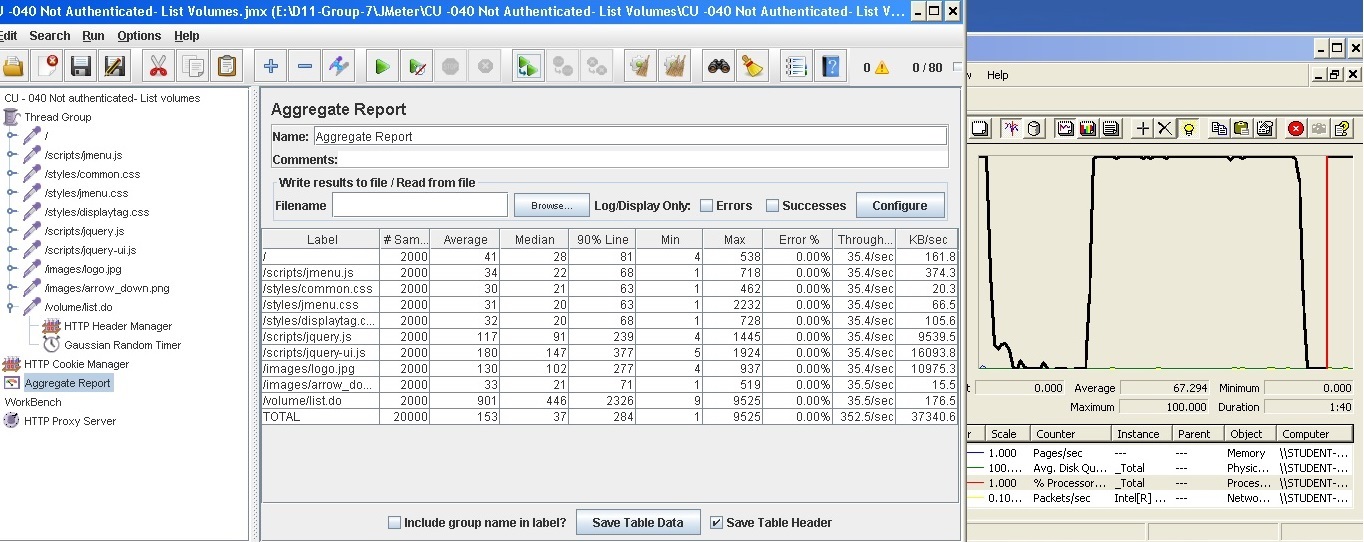 U -040 Not Authenticated- List Volumes.jmx (E:\D11-Group-7\JMeter\CU -040 Not Authenticated- List Volumes\CU -040 Not Authenticated- List V...
Edit Search Run Options Help
Help
0 0 / 80
CU - 040 Not authenticated- List volumes
Thread Group
/
/scripts/jmenu.js
/styles/common.css
/styles/jmenu.css
/styles/displaytag.css
/scripts/jquery.js
/scripts/jquery-ui.js
/images/logo.jpg
/images/arrow_down.png
/volume/list.do
HTTP Header Manager
Gaussian Random Timer
HTTP Cookie Manager
Aggregate Report
WorkBench
HTTP Proxy Server
Aggregate Report
Name: Aggregate Report
Comments:
Write results to file / Read from file
Filename Browse... Log/Display Only: Errors Successes Configure
Label # Sam... Average Median 90% Line Min Max Error % Through... KB/sec
/ 2000 41 28 81 4 538 0.00% 35.4/sec 161.8
/scripts/jmenu.js 2000 34 22 68 1 718 0.00% 35.4/sec 374.3
/styles/common.css 2000 30 21 63 1 462 0.00% 35.4/sec 20.3
/styles/jmenu.css 2000 31 20 63 1 2232 0.00% 35.4/sec 66.5
/styles/displaytag.c... 2000 32 20 68 1 728 0.00% 35.4/sec 105.6
/scripts/jquery.js 2000 117 91 239 4 1445 0.00% 35.4/sec 9539.5
/scripts/jquery-ui.js 2000 180 147 377 5 1924 0.00% 35.4/sec 16093.8
/images/logo.jpg 2000 130 102 277 4 937 0.00% 35.4/sec 10975.3
/images/arrow_do... 2000 33 21 71 1 519 0.00% 35.5/sec 15.5
/volume/list.do 2000 901 446 2326 9 9525 0.00% 35.5/sec 176.5
TOTAL 20000 153 37 284 1 9525 0.00% 352.5/sec 37340.6
Include group name in label? Save Table Data Save Table Header
t 0.000 Average 67.294 Minimum 0.000
Maximum 100.000 Duration 1:40
r Scale Counter Instance Parent Object Computer
1.000 Pages/sec --- --- Memory \\STUDENT-...
100.... Avg. Disk Qu... _Total --- Physic... \\STUDENT-...
1.000 % Processor... _Total --- Proces... \\STUDENT-...
0.10... Packets/sec Intel[R] ... --- Netwo... \\STUDENT-...